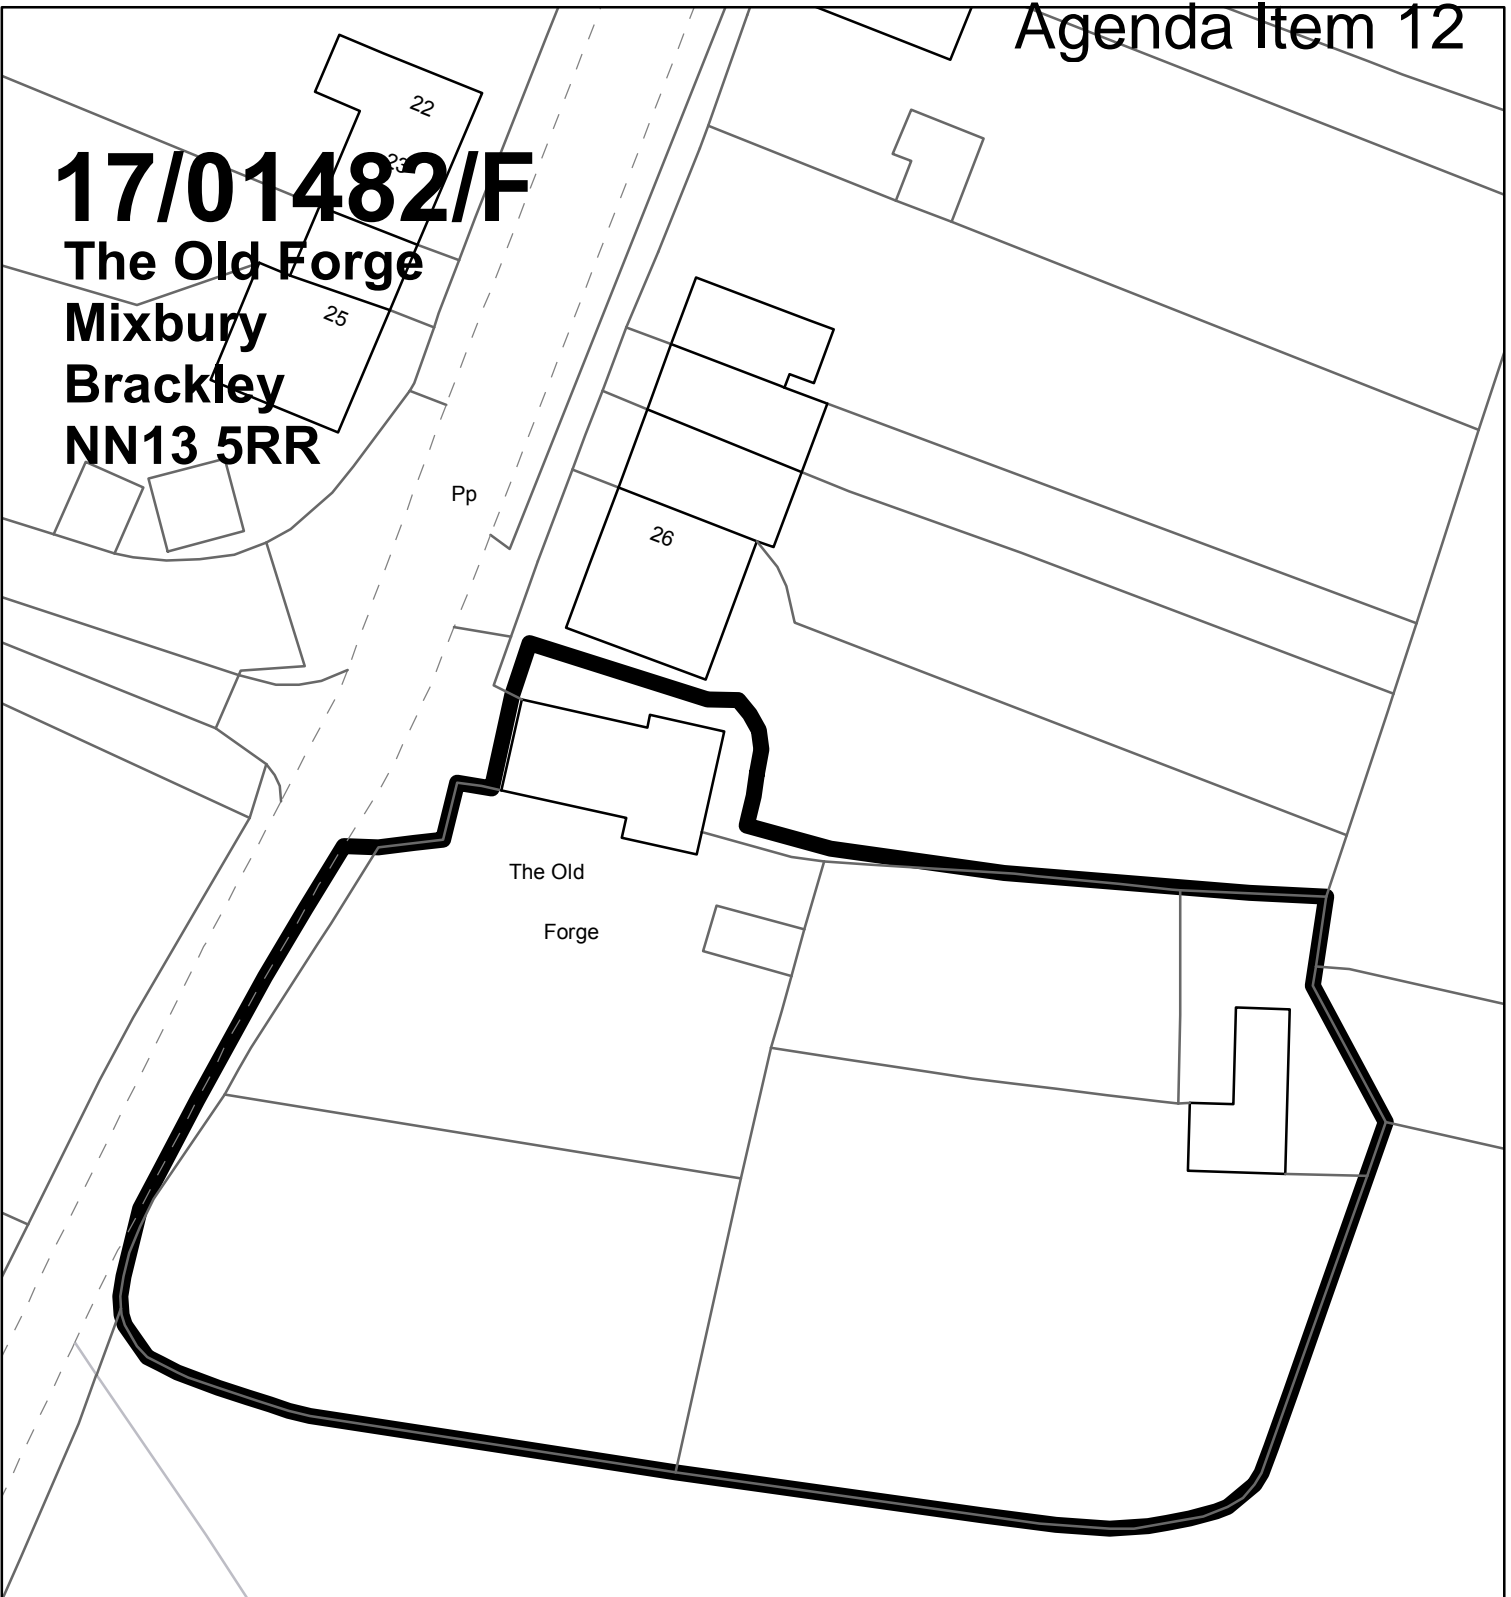 Agenda Item 12
22
23
17/01482/F
The Old Forge
Mixbury
Brackley
NN13 5RR
25
Pp
26
The Old
Forge